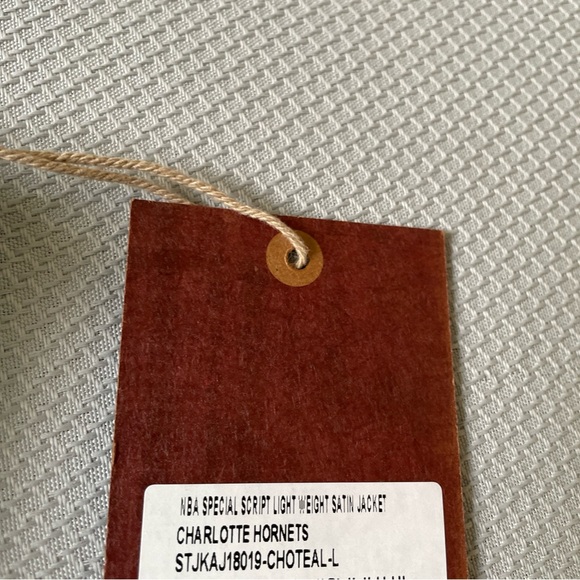 NBA SPECIAL SCRIPT LIGHT WEIGHT SATIN JACKET
CHARLOTTE HORNETS
STJKAJ18019-CHOTEAL-L